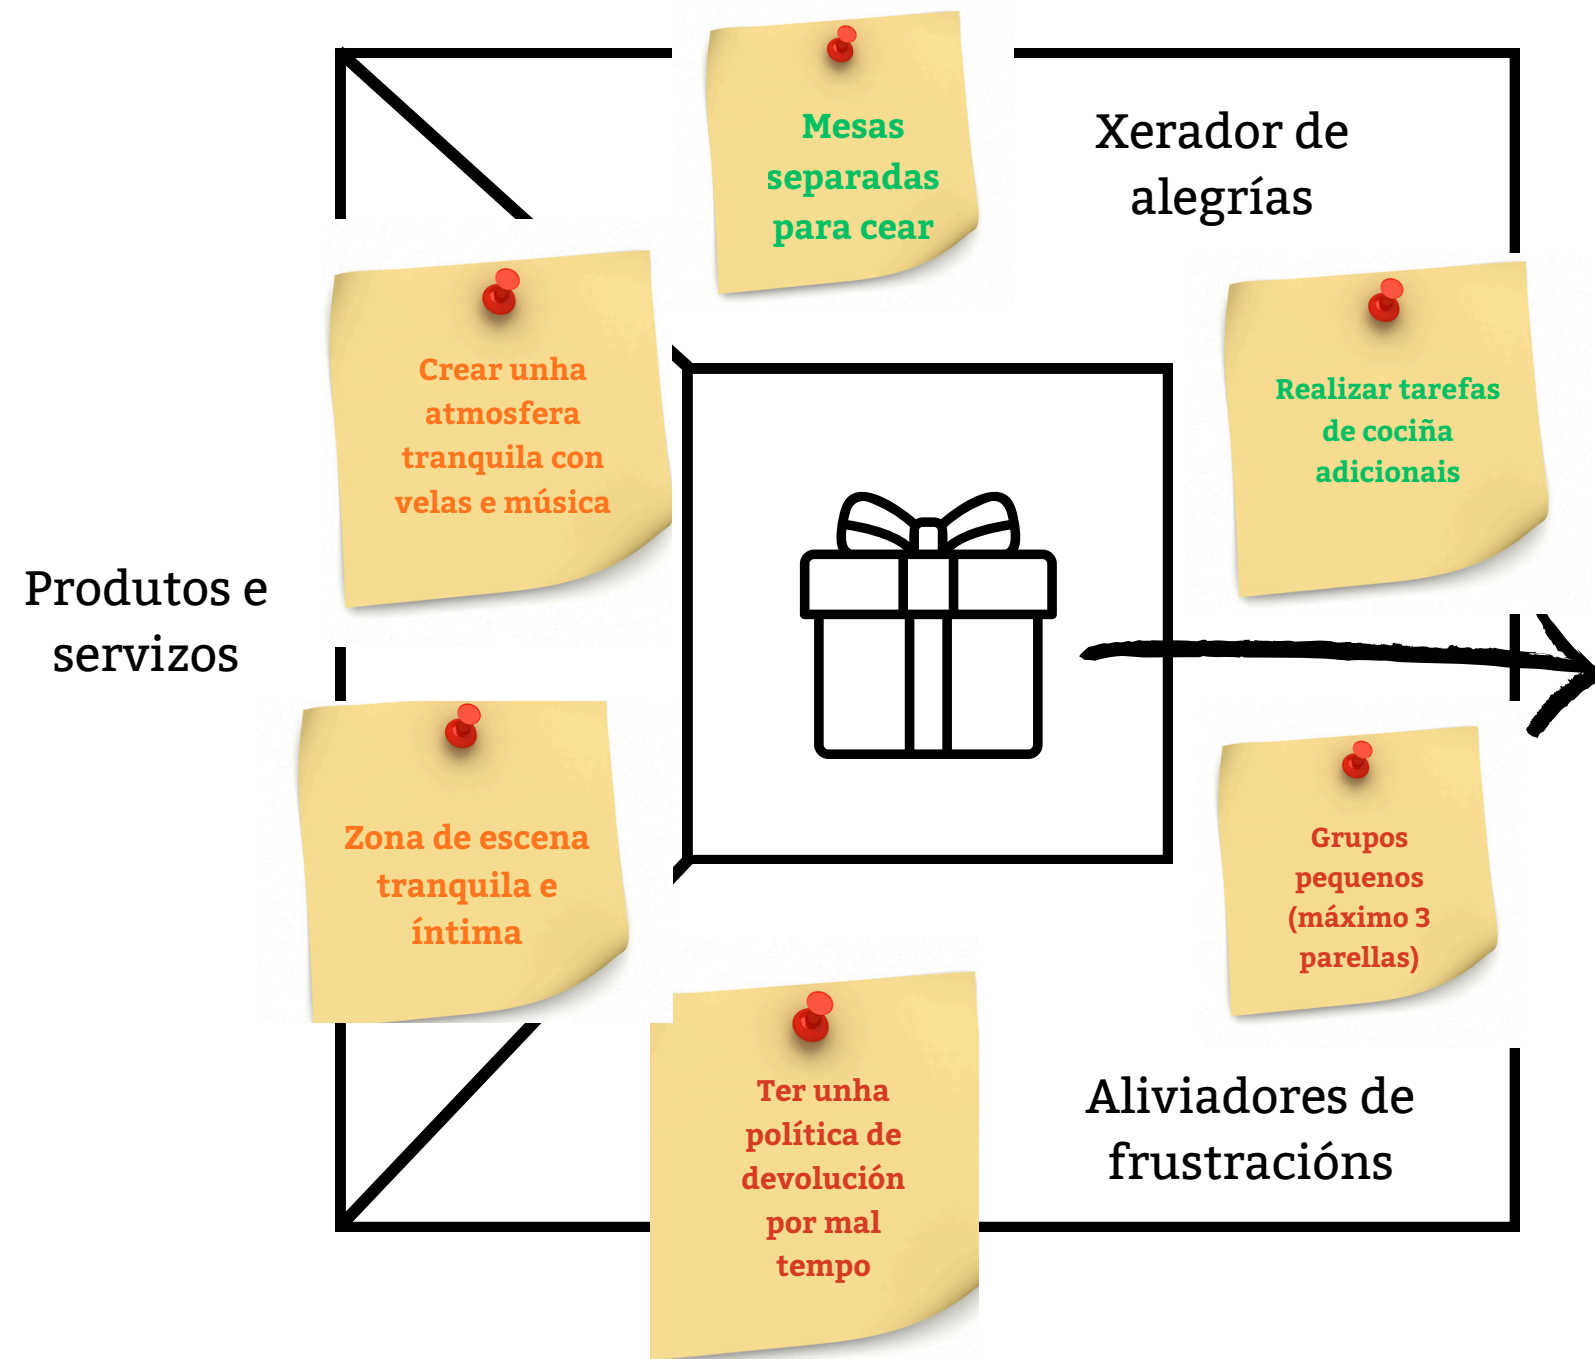 Mesas
separadas
para cear
Xerador de
alegrías
Crear unha
atmosfera
tranquila con
velas e música
Realizar tarefas
de cociña
adicionais
Produtos e
servizos
Zona de escena
tranquila e
íntima
Grupos
pequenos
(máximo 3
parellas)
Ter unha
política de
devolución
por mal
tempo
Aliviadores de
frustracións